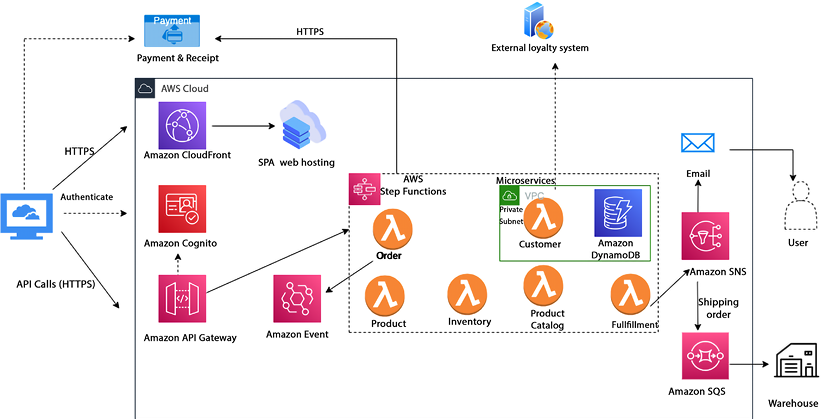 Payment
Payment & Receipt
HTTPS
External loyalty system
AWS Cloud
Amazon CloudFront
SPA web hosting
HTTPS
Authenticate
Amazon Cognito
API Calls (HTTPS)
Amazon API Gateway
Amazon Event
AWS
Step Functions
Microservices
VPC
Private
Subnet
Customer
Amazon
DynamoDB
Order
Product
Inventory
Product
Catalog
Fullfillment
Email
User
Amazon SNS
Shipping
order
Amazon SQS
Warehouse